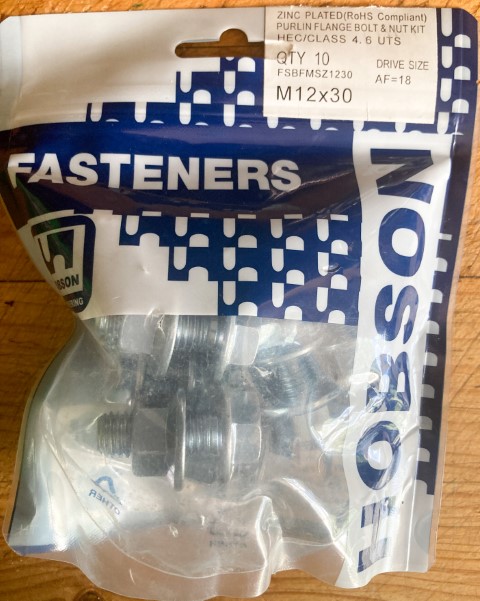 ZINC PLATED(RoHS Compliant)
PURLIN FLANGE BOLT & NUT KIT
HEC/CLASS 4.6 UTS
QTY 10
DRIVE SIZE
FSBFMSZ1230
AF=18
M12x30
FASTENERS
HOBSON